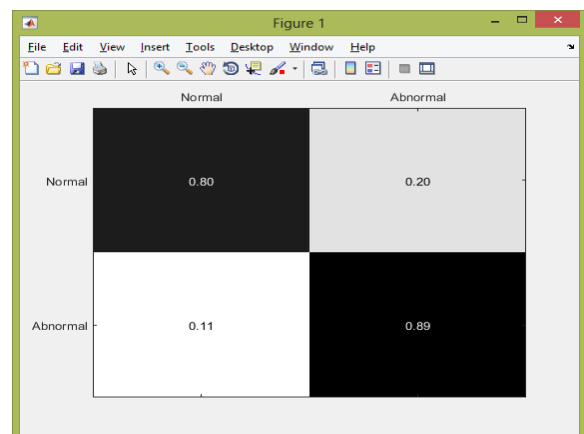 Figure 1
File Edit View Insert Tools Desktop Window Help
Normal Abnormal
Normal 0.80 0.20
Abnormal 0.11 0.89